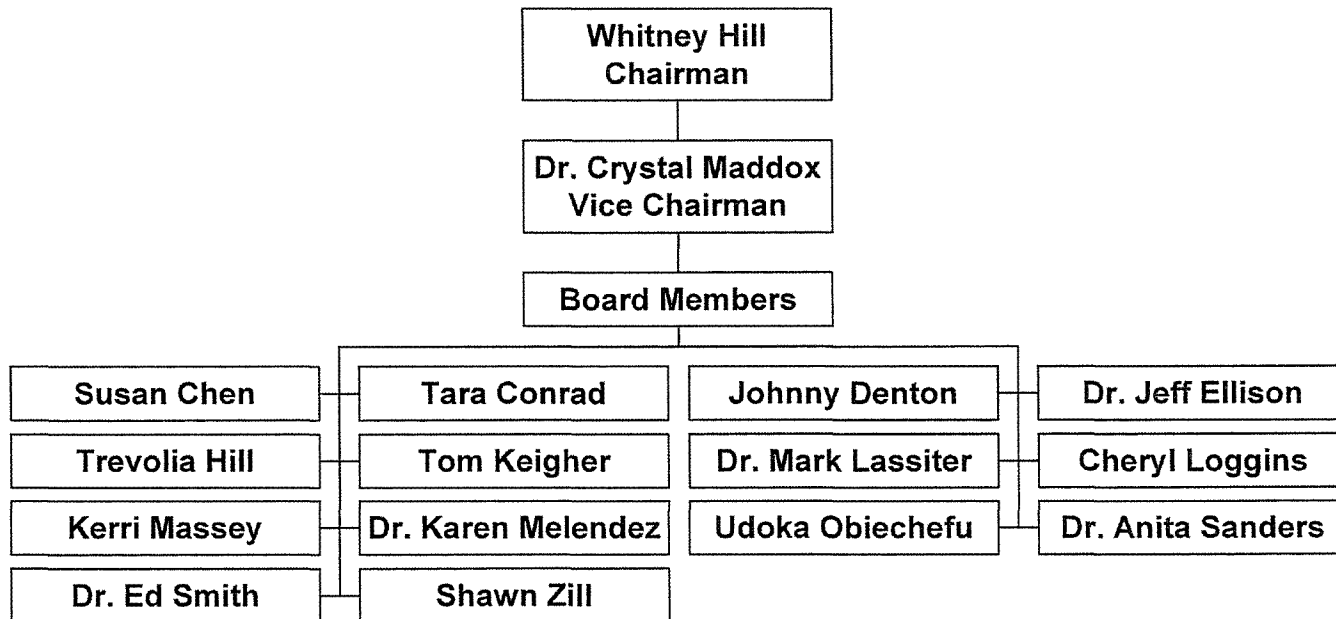 Whitney Hill
Chairman
Dr. Crystal Maddox
Vice Chairman
Board Members
Susan Chen
Tara Conrad
Johnny Denton
Dr. Jeff Ellison
Trevolia Hill
Tom Keigher
Dr. Mark Lassiter
Cheryl Loggins
Kerri Massey
Dr. Karen Melendez
Udoka Obiechefu
Dr. Anita Sanders
Dr. Ed Smith
Shawn Zill